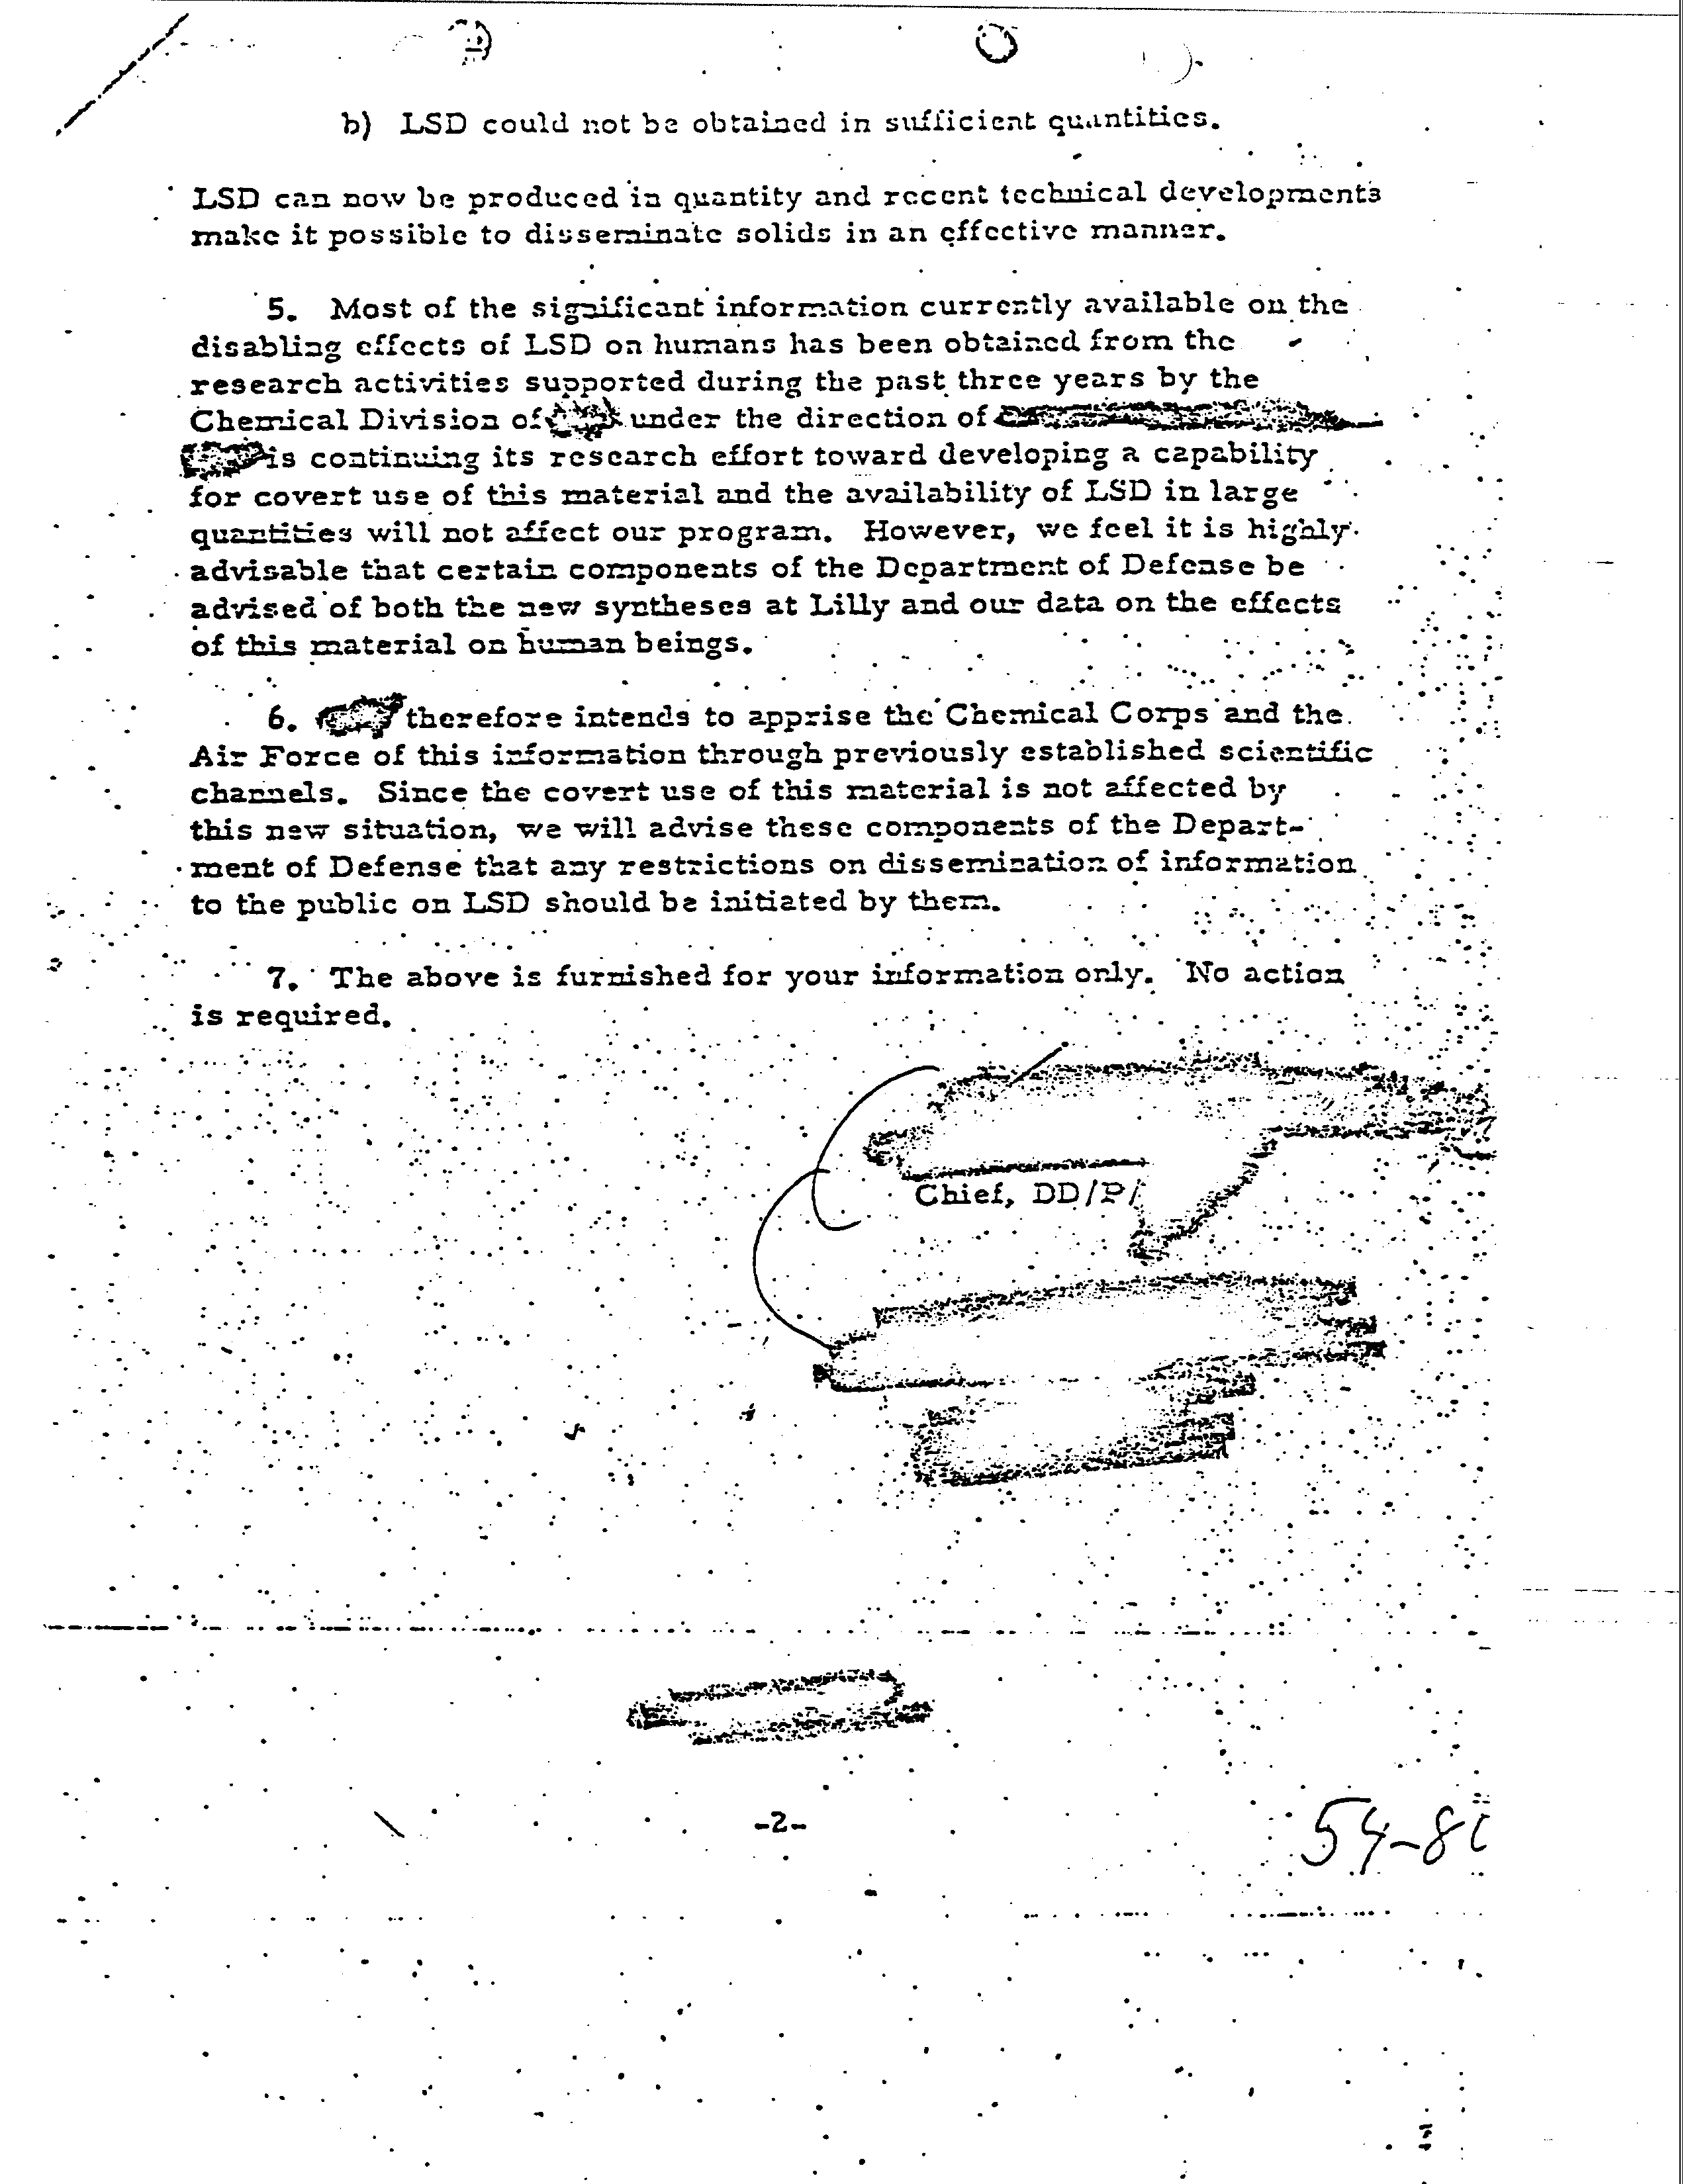 b) LSD could not be obtained in sufficient quantities.
LSD can now be produced in quantity and recent technical developments
make it possible to disseminate solids in an effective manner.
5. Most of the significant information currently available on the
disabling effects of LSD on humans has been obtained from the
research activities supported during the past three years by the
Chemical Division of under the direction of
is continuing its research effort toward developing a capability
for covert use of this material and the availability of LSD in large
quantities will not affect our program. However, we feel it is highly
advisable that certain components of the Department of Defense be
advised of both the new syntheses at Lilly and our data on the effects
of this material on human beings.
6. therefore intends to apprise the Chemical Corps and the
Air Force of this information through previously established scientific
channels. Since the covert use of this material is not affected by
this new situation, we will advise these components of the Depart-
ment of Defense that any restrictions on dissemination of information
to the public on LSD should be initiated by them.
7. The above is furnished for your information only. No action
is required.
Chief, DD/P/
-2-